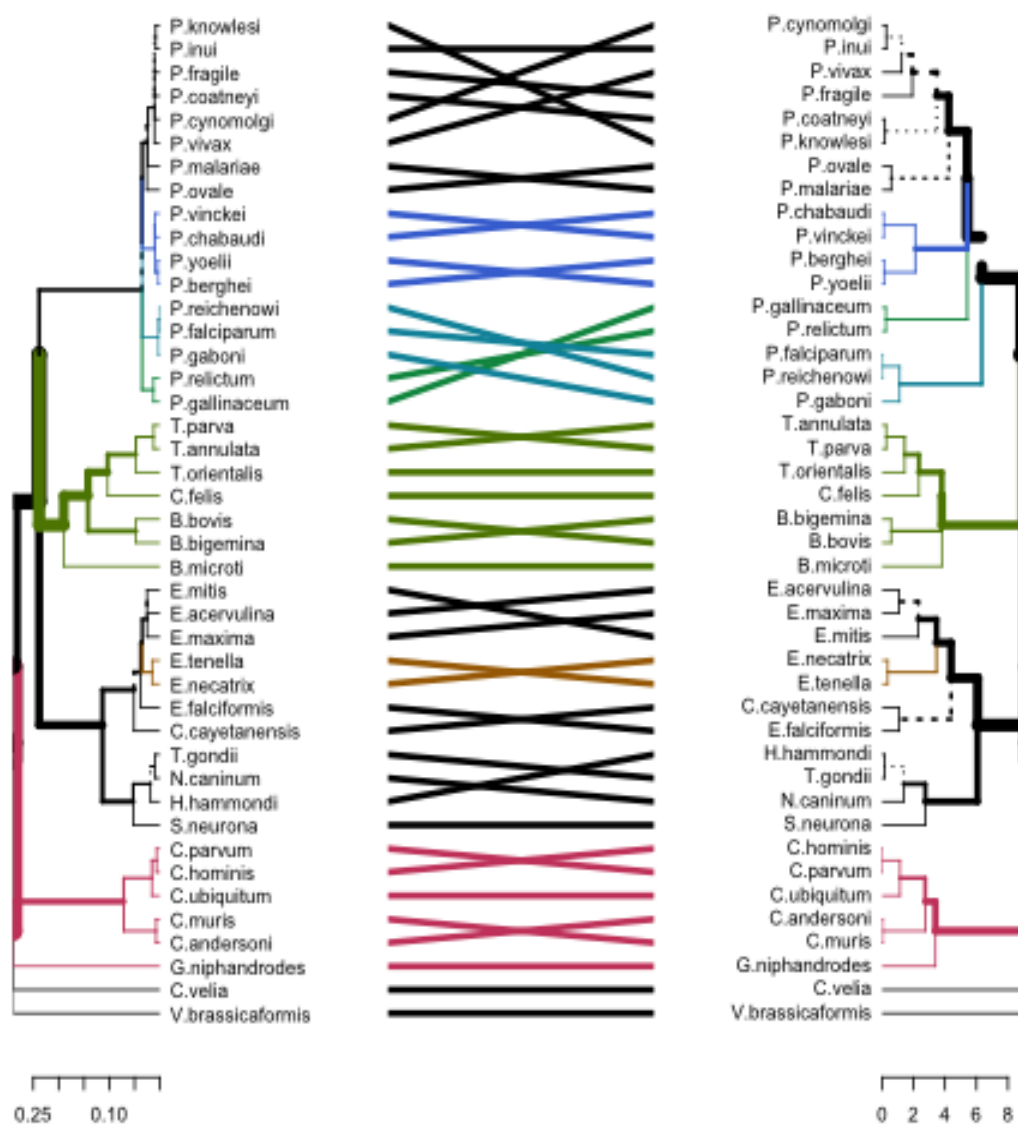 P.knowlesi
P.inui
P.fragile
P.coatneyi
P.cynomolgi
P.vivax
P.malariae
P.ovale
P.vinckei
P.chabaudi
P.yoelii
P.berghei
P.reichenowi
P.falciparum
P.gaboni
P.relictum
P.gallinaceum
T.parva
T.annulata
T.orientalis
C.felis
B.bovis
B.bigemina
B.microti
E.mitis
E.acervulina
E.maxima
E.tenella
E.necatrix
E.falciformis
C.cayetanensis
T.gondii
N.caninum
H.hammondi
S.neurona
C.parvum
C.hominis
C.ubiquitum
C.muris
C.andersoni
G.niphandrodes
C.velia
V.brassicaformis
0.25 0.10
P.cynomolgi
P.inui
P.vivax
P.fragile
P.coatneyi
P.knowlesi
P.ovale
P.malariae
P.chabaudi
P.vinckei
P.berghei
P.yoelii
P.gallinaceum
P.relictum
P.falciparum
P.reichenowi
P.gaboni
T.annulata
T.parva
T.orientalis
C.felis
B.bigemina
B.bovis
B.microti
E.acervulina
E.maxima
E.mitis
E.necatrix
E.tenella
C.cayetanensis
E.falciformis
H.hammondi
T.gondii
N.caninum
S.neurona
C.hominis
C.parvum
C.ubiquitum
C.andersoni
C.muris
G.niphandrodes
C.velia
V.brassicaformis
0 2 4 6 8